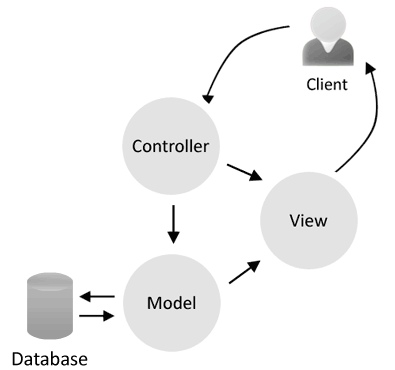 Client
Controller
View
Model
Database